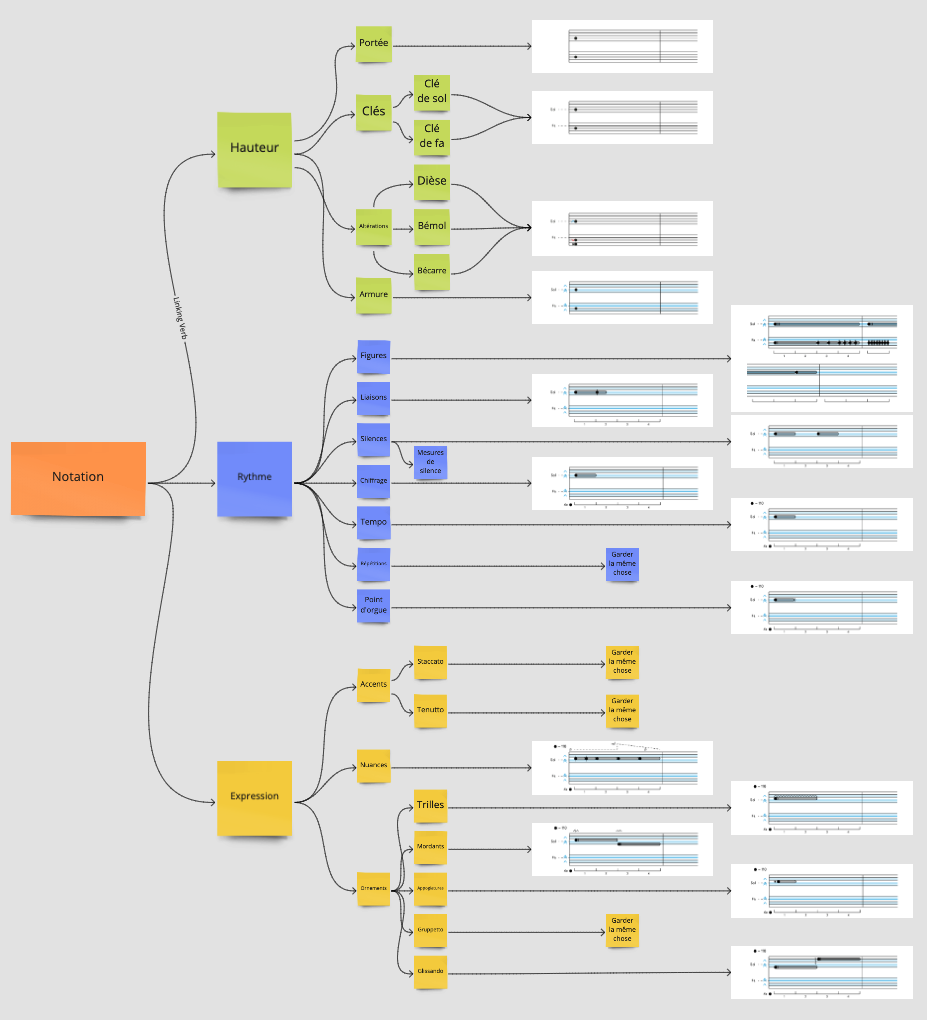 Portée
Clé
de sol
Clés
Clé
de fa
Hauteur
Dièse
Altérations
Bémol
Bécarre
Armure
Linking Verb
Figures
Liaisons
Silences
Mesures
de
silence
Notation
Rythme
Chiffrage
Tempo
Répétitions
Garder
la même
chose
Point
d'orgue
Staccato
Garder
la même
chose
Accents
Tenutto
Garder
la même
chose
Nuances
Expression
Trilles
Mordants
Ornements
Appogiatures
Gruppetto
Garder
la même
chose
Glissando